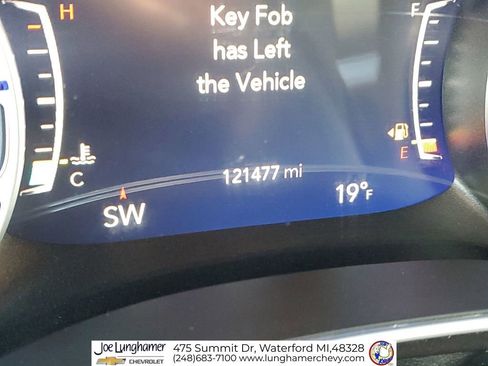 H
F
Key Fob
has Left
the Vehicle
E
C
121477 mi
SW
19°F
Joe Lunghamer
CHEVROLET
475 Summit Dr, Waterford MI,48328
(248)683-7100 www.lunghamerchevy.com